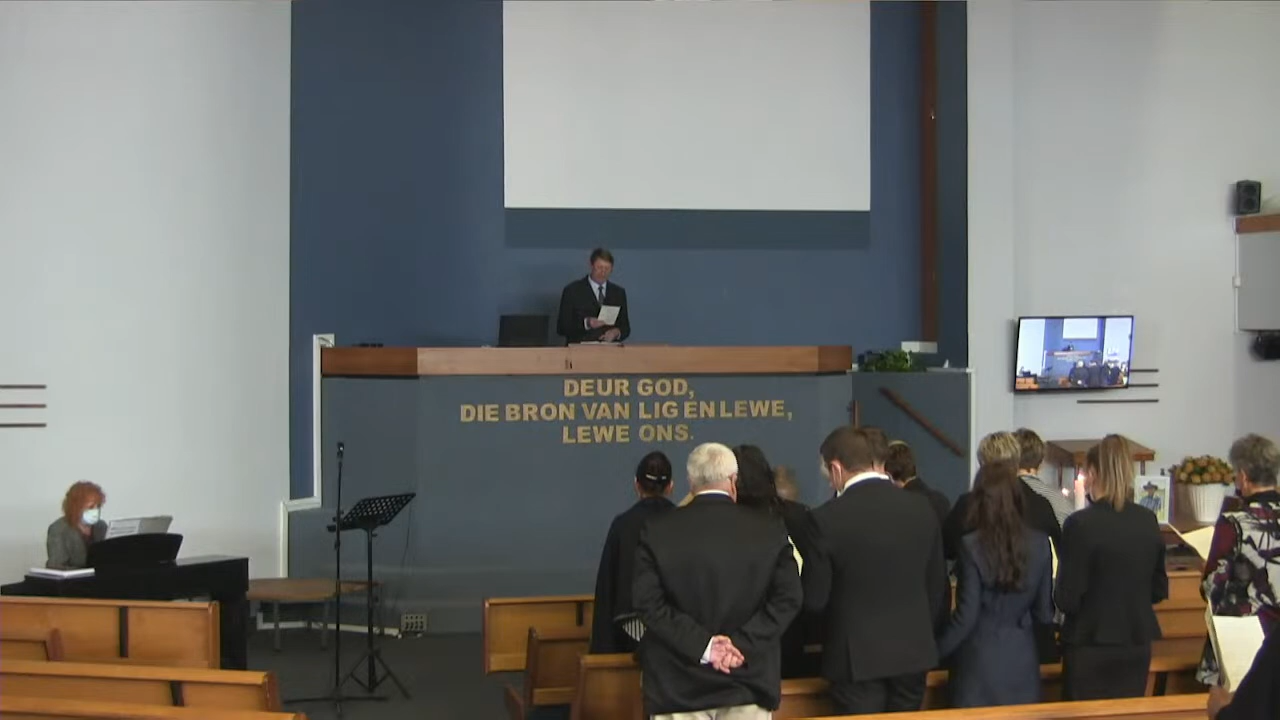 DEUR GOD,
DIE BRON VAN LIG EN LEWE,
LEWE ONS.